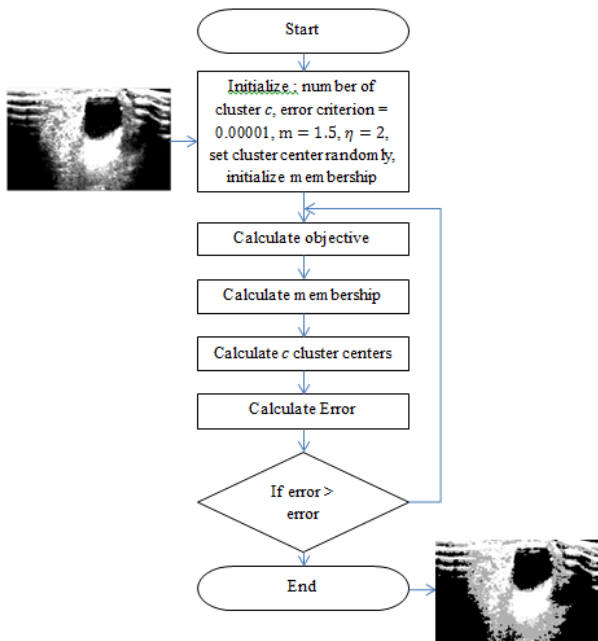 Start
Initialize : number of
cluster c, error criterion =
0.00001, m = 1.5, η = 2,
set cluster center randomly,
initialize membership
Calculate objective
Calculate membership
Calculate c cluster centers
Calculate Error
If error >
error
End